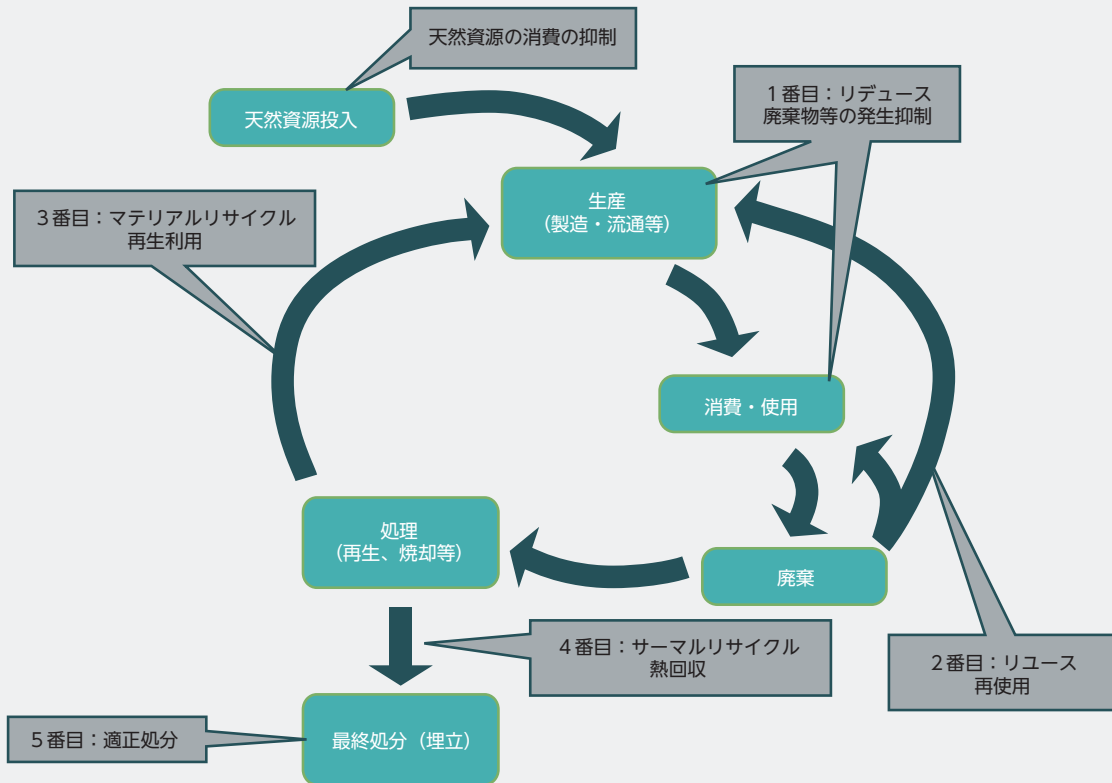 天然資源の消費の抑制
天然資源投入
1番目：リデュース
廃棄物等の発生抑制
生産
（製造・流通等）
3番目：マテリアルリサイクル
再生利用
消費・使用
処理
（再生、焼却等）
廃棄
4番目：サーマルリサイクル
熱回収
2番目：リユース
再使用
5番目：適正処分
最終処分（埋立）